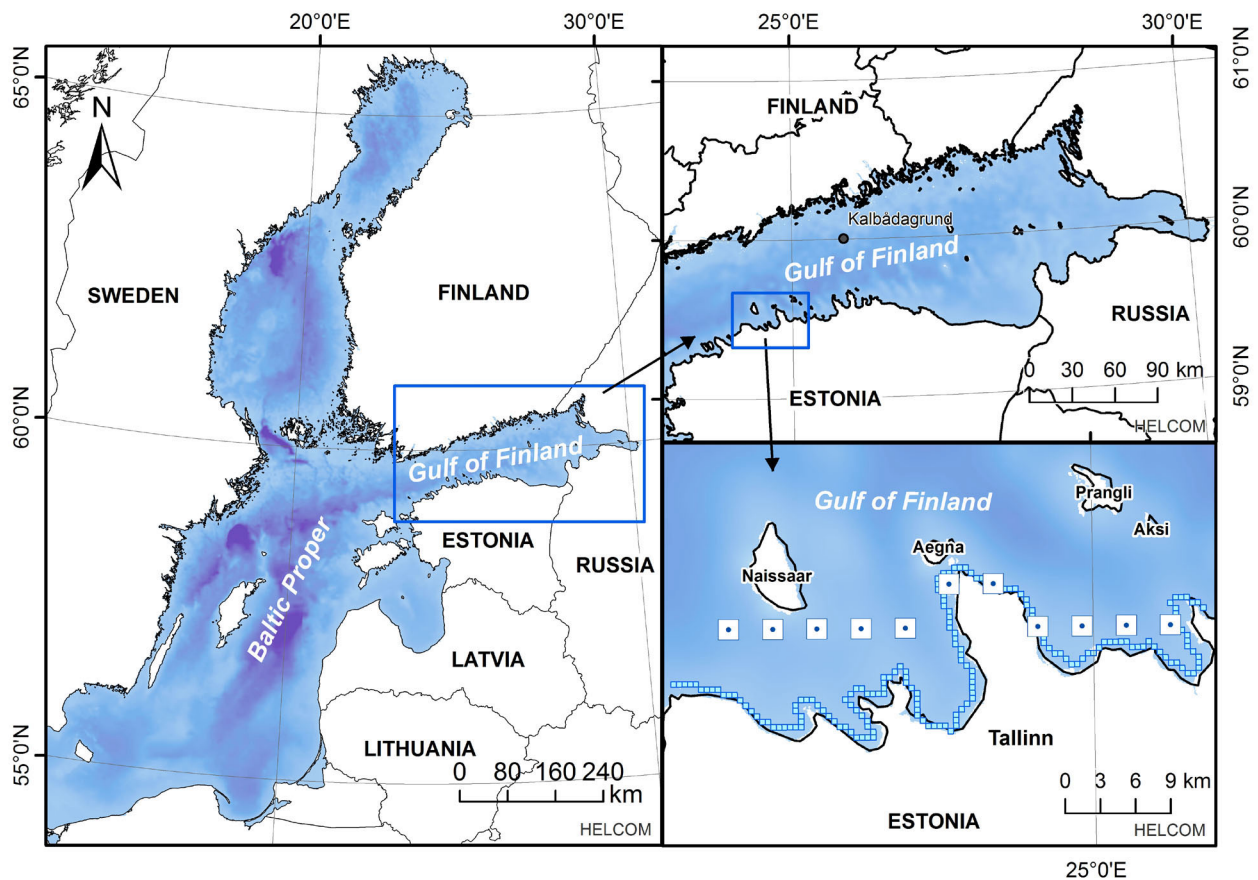 20°0'E
30°0'E
25°0'E
30°0'E
65°0'N
60°0'N
55°0'N
N
SWEDEN
FINLAND
Gulf of Finland
ESTONIA
RUSSIA
Baltic Proper
LATVIA
LITHUANIA
0 80 160 240
km
HELCOM
61°0'N
60°0'N
59°0'N
FINLAND
Kalbådagrund
Gulf of Finland
RUSSIA
0 30 60 90 km
ESTONIA
HELCOM
Gulf of Finland
Prangli
Aksi
Aegna
Naissaar
Tallinn
0 3 6 9 km
ESTONIA
HELCOM
25°0'E